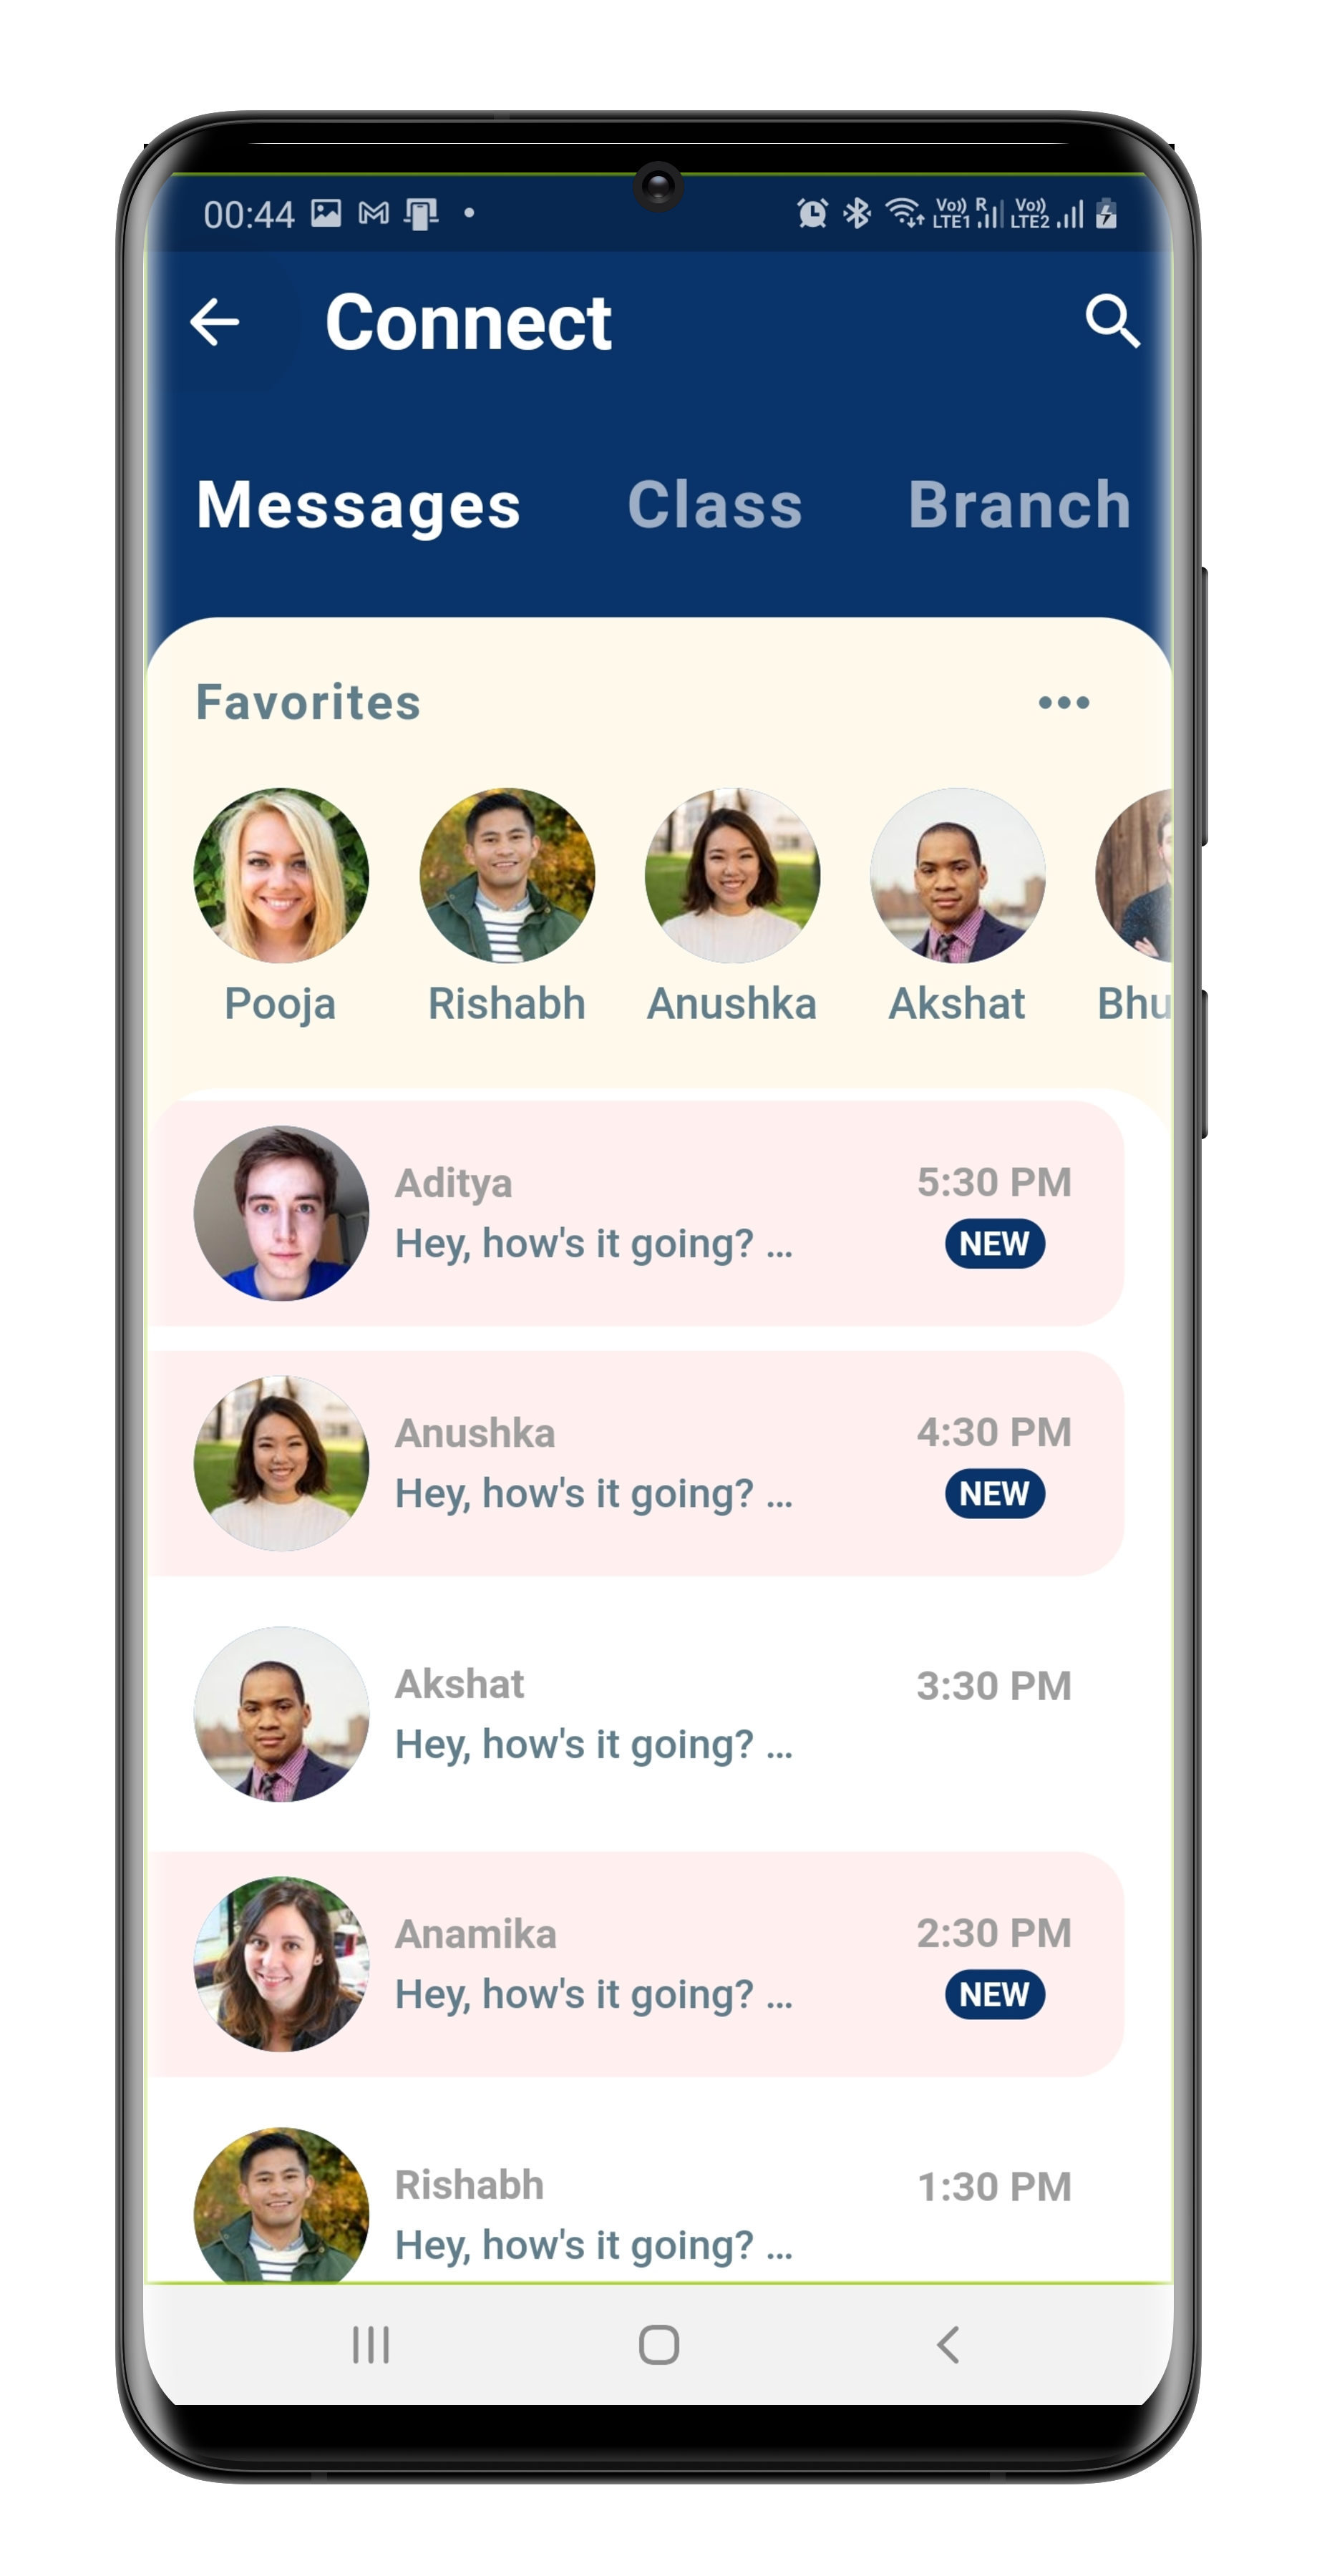 00:44
Vo)) R Vo))
LTE1 LTE2
Connect
Messages Class Branch
Favorites
Pooja Rishabh Anushka Akshat Bhu
Aditya 5:30 PM
Hey, how's it going? ... NEW
Anushka 4:30 PM
Hey, how's it going? ... NEW
Akshat 3:30 PM
Hey, how's it going? ...
Anamika 2:30 PM
Hey, how's it going? ... NEW
Rishabh 1:30 PM
Hey, how's it going? ...